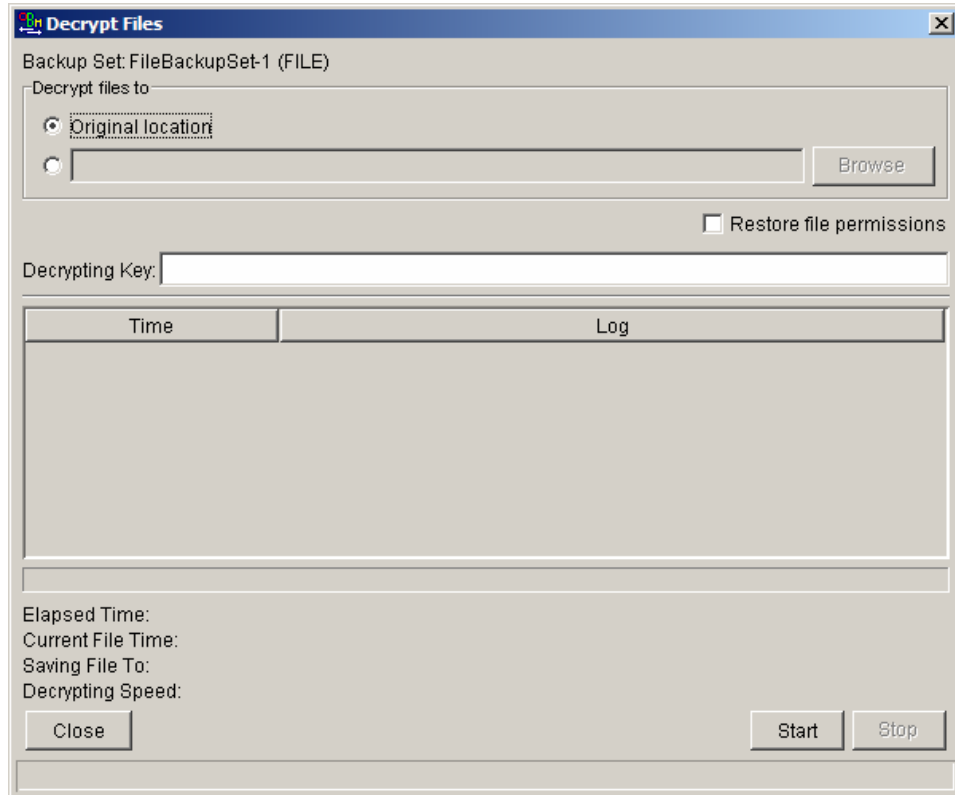 OBM Decrypt Files
Backup Set: FileBackupSet-1 (FILE)
Decrypt files to
Original location
Browse
Restore file permissions
Decrypting Key:
Time Log
Elapsed Time:
Current File Time:
Saving File To:
Decrypting Speed:
Close Start Stop